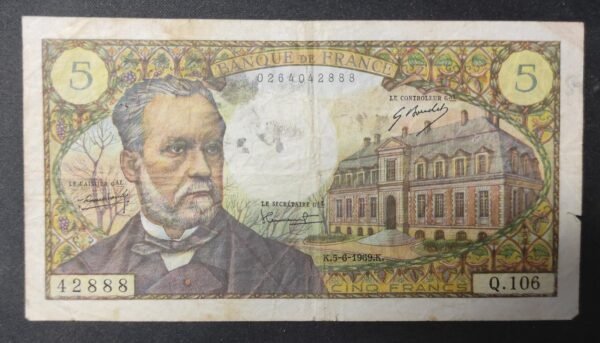 5
BANQUE DE FRANCE
5
0264042888
LE CONTROLEUR GAL
G Bouchet
LE CAISSIER GAL
LE SECRÉTAIRE GAL
K.5-6-1969.K.
42888
CINQ FRANCS
Q.106